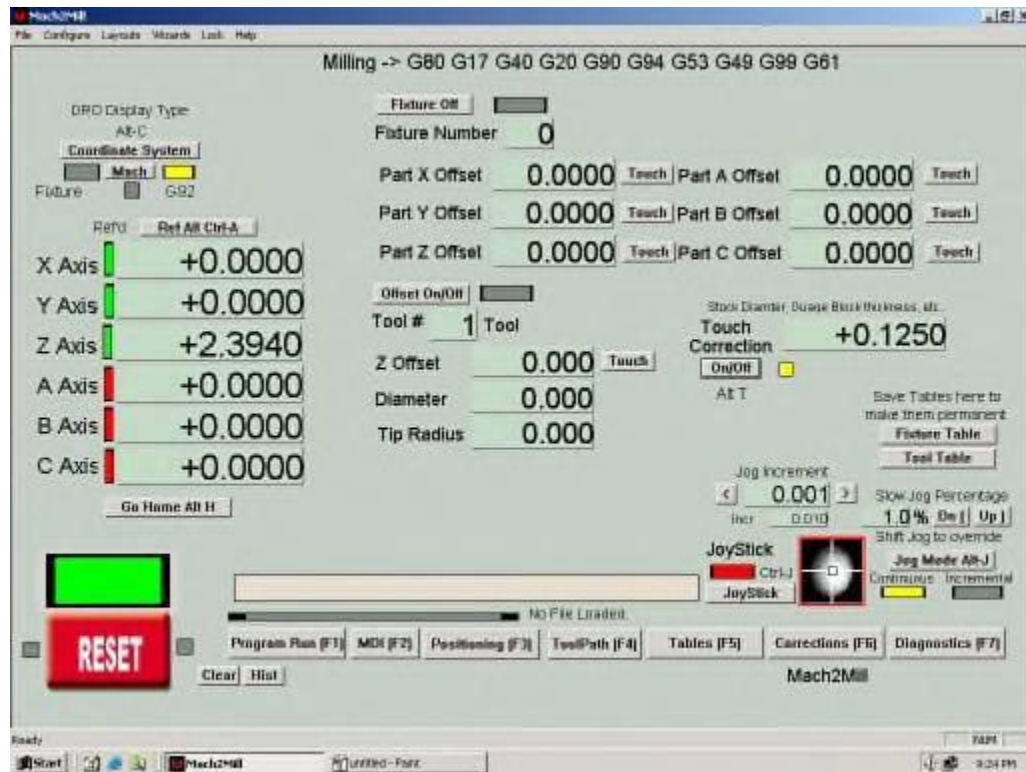 Mach2Mill
File Configure Layouts Wizards Look Help
Milling -> G80 G17 G40 G20 G90 G94 G53 G49 G99 G61
DRO Display Type
Alt-C
Coordinate System
Mach
Fixture G92
Ref'd Ref All Ctrl-A
X Axis +0.0000
Y Axis +0.0000
Z Axis +2.3940
A Axis +0.0000
B Axis +0.0000
C Axis +0.0000
Go Home Alt H
Fixture Off
Fixture Number 0
Part X Offset 0.0000 Touch Part A Offset 0.0000 Touch
Part Y Offset 0.0000 Touch Part B Offset 0.0000 Touch
Part Z Offset 0.0000 Touch Part C Offset 0.0000 Touch
Offset On/Off
Tool # 1 Tool
Z Offset 0.000 Touch
Diameter 0.000
Tip Radius 0.000
Stock Diamter, Guage Block thickness, etc.
Touch Correction +0.1250
On/Off
Alt T
Save Tables here to
make them permanent
Fixture Table
Tool Table
Jog Increment
< 0.001 >
Incr 0.010
Slow Jog Percentage
1.0 % Dn [ Up ]
Shift Jog to override
Jog Mode Alt-J
Continuous Incremental
JoyStick
Ctrl-J
JoyStick
No File Loaded.
RESET
Program Run (F1) MDI (F2) Positioning (F3) ToolPath (F4) Tables (F5) Corrections (F6) Diagnostics (F7)
Clear Hist
Mach2Mill
Ready
NUM
Start Mach2Mill untitled - Paint 9:24 PM